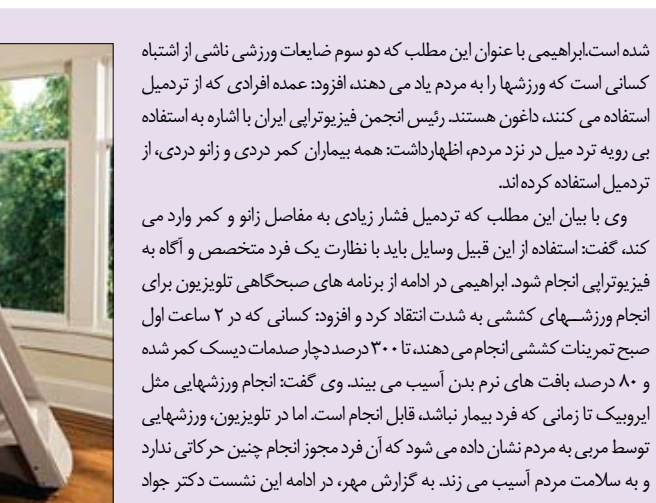 شده است.ابراهیمی با عنوان این مطلب که دو سوم ضایعات ورزشی ناشی از اشتباه
کسانی است که ورزشها را به مردم یاد می دهند، افزود: عمده افرادی که از تردمیل
استفاده می کنند، داغون هستند. رئیس انجمن فیزیوتراپی ایران با اشاره به استفاده
بی رویه ترد میل در نزد مردم، اظهارداشت: همه بیماران کمر دردی و زانو دردی، از
تردمیل استفاده کرده اند.
وی با بیان این مطلب که تردمیل فشار زیادی به مفاصل زانو و کمر وارد می
کند، گفت: استفاده از این قبیل وسایل باید با نظارت یک فرد متخصص و آگاه به
فیزیوتراپی انجام شود. ابراهیمی در ادامه از برنامه های صبحگاهی تلویزیون برای
انجام ورزشــهای کششی به شدت انتقاد کرد و افزود: کسانی که در ۲ ساعت اول
صبح تمرینات کششی انجام می دهند، تا ۳۰۰ درصد دچار صدمات دیسک کمر شده
و ۸۰ درصد، بافت های نرم بدن آسیب می بیند. وی گفت: انجام ورزشهایی مثل
ایروبیک تا زمانی که فرد بیمار نباشد، قابل انجام است. اما در تلویزیون، ورزشهایی
توسط مربی به مردم نشان داده می شود که آن فرد مجوز انجام چنین حرکاتی ندارد
و به سلامت مردم آسیب می زند. به گزارش مهر، در ادامه این نشست دکتر جواد